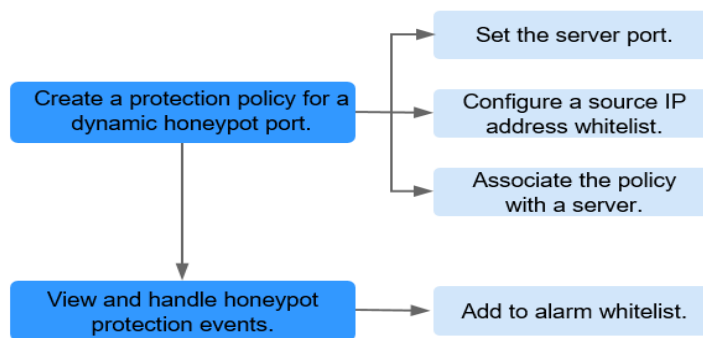 Set the server port.
Create a protection policy for a
dynamic honeypot port.
Configure a source IP
address whitelist.
Associate the policy
with a server.
View and handle honeypot
protection events.
Add to alarm whitelist.